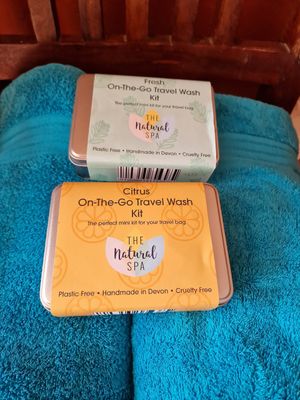 Fresh
On-The-Go Travel Wash
Kit
The perfect mini kit for your travel bag
THE
Natural
SPA
Plastic Free • Handmade in Devon • Cruelty Free
Citrus
On-The-Go Travel Wash
Kit
The perfect mini kit for your travel bag
THE
Natural
SPA
Plastic Free • Handmade in Devon • Cruelty Free